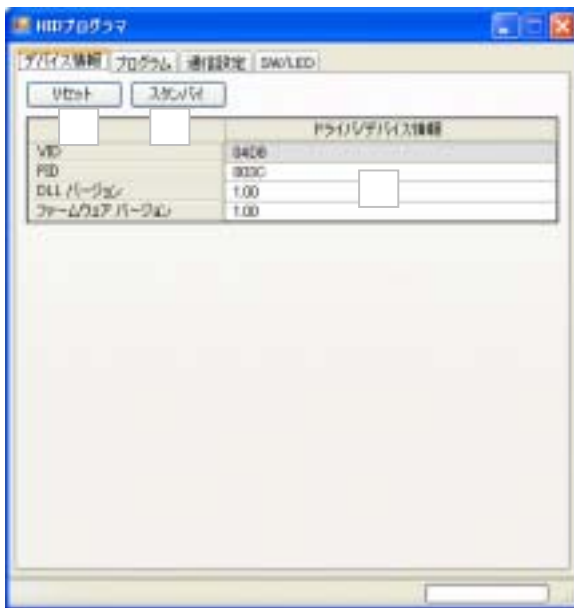 HIDプログラマ
デバイス情報 プログラム 通信設定 SW/LED
リセット スタンバイ
ドライバ/デバイス情報
VID 04DB
PID 003C
DLL バージョン 1.00
ファームウェア バージョン 1.00